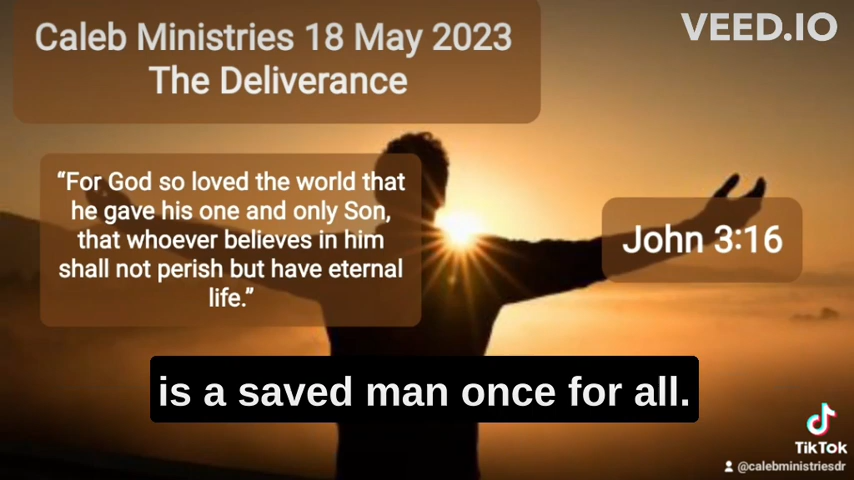 Caleb Ministries 18 May 2023
The Deliverance
VEED.IO
“For God so loved the world that
he gave his one and only Son,
that whoever believes in him
shall not perish but have eternal
life.”
John 3:16
is a saved man once for all.
TikTok
@calebministriesdr